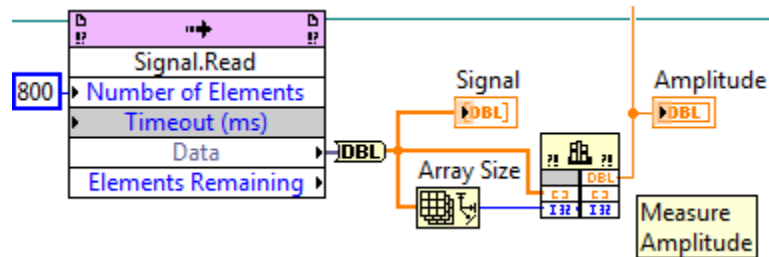 Signal.Read
800
Number of Elements
Timeout (ms)
Data
Elements Remaining
DBL
Signal
DBL]
Array Size
?!
?!
DBL
I32
I32
Amplitude
DBL
Measure
Amplitude